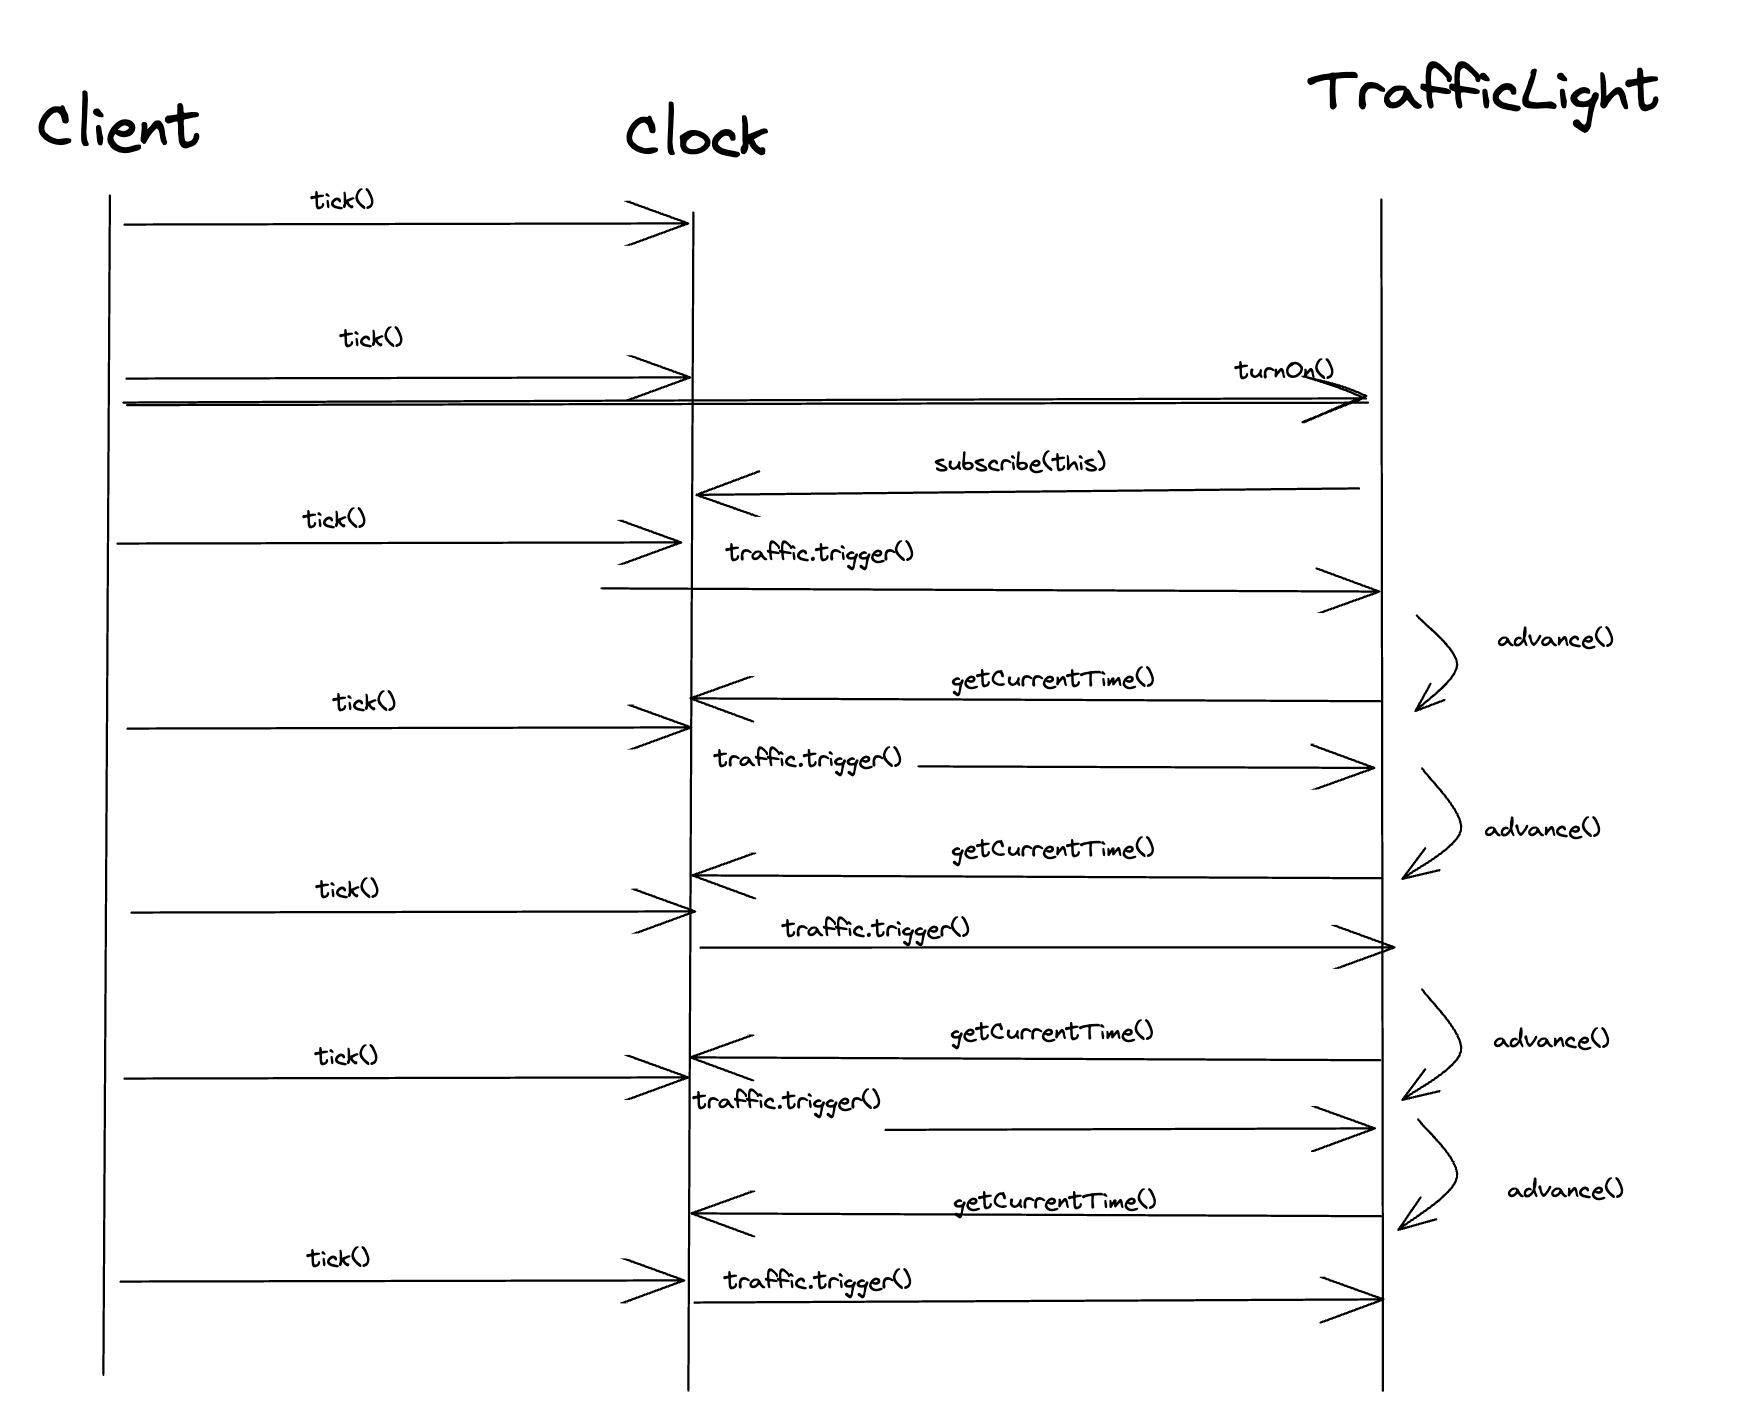 Client
Clock
TrafficLight
tick()
tick()
turnOn()
subscribe(this)
tick()
traffic.trigger()
advance()
getCurrentTime()
tick()
traffic.trigger()
advance()
getCurrentTime()
tick()
traffic.trigger()
getCurrentTime()
advance()
tick()
traffic.trigger()
advance()
getCurrentTime()
tick()
traffic.trigger()